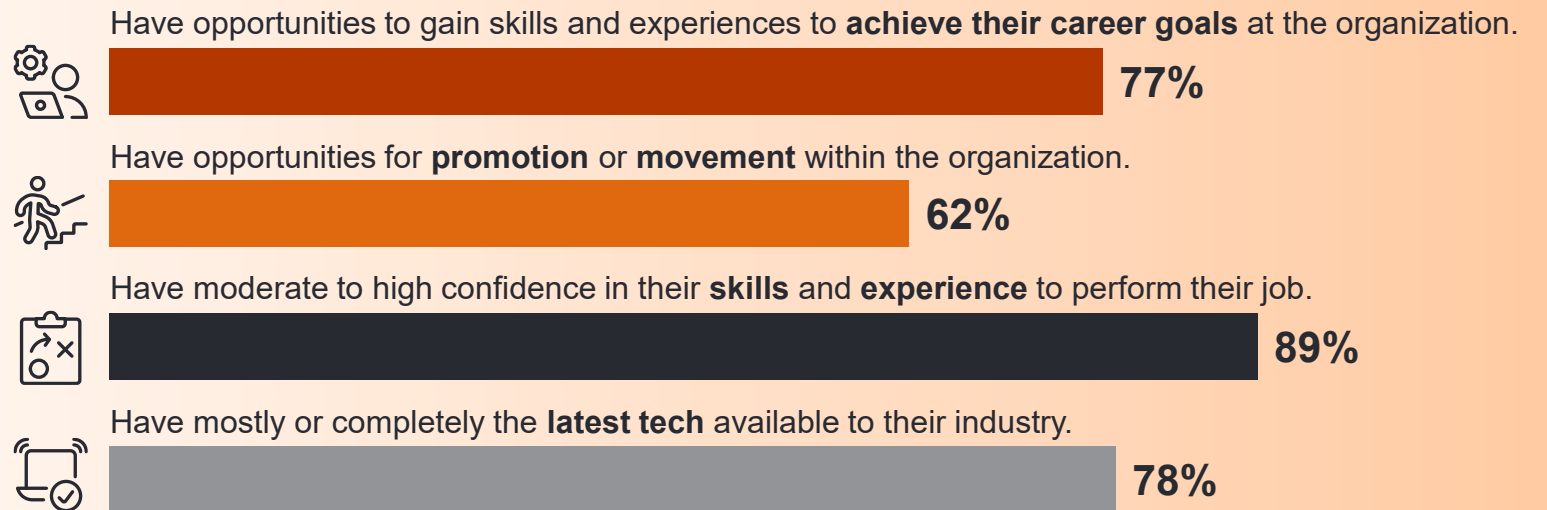 Have opportunities to gain skills and experiences to achieve their career goals at the organization.
77%
Have opportunities for promotion or movement within the organization.
62%
Have moderate to high confidence in their skills and experience to perform their job.
89%
Have mostly or completely the latest tech available to their industry.
78%